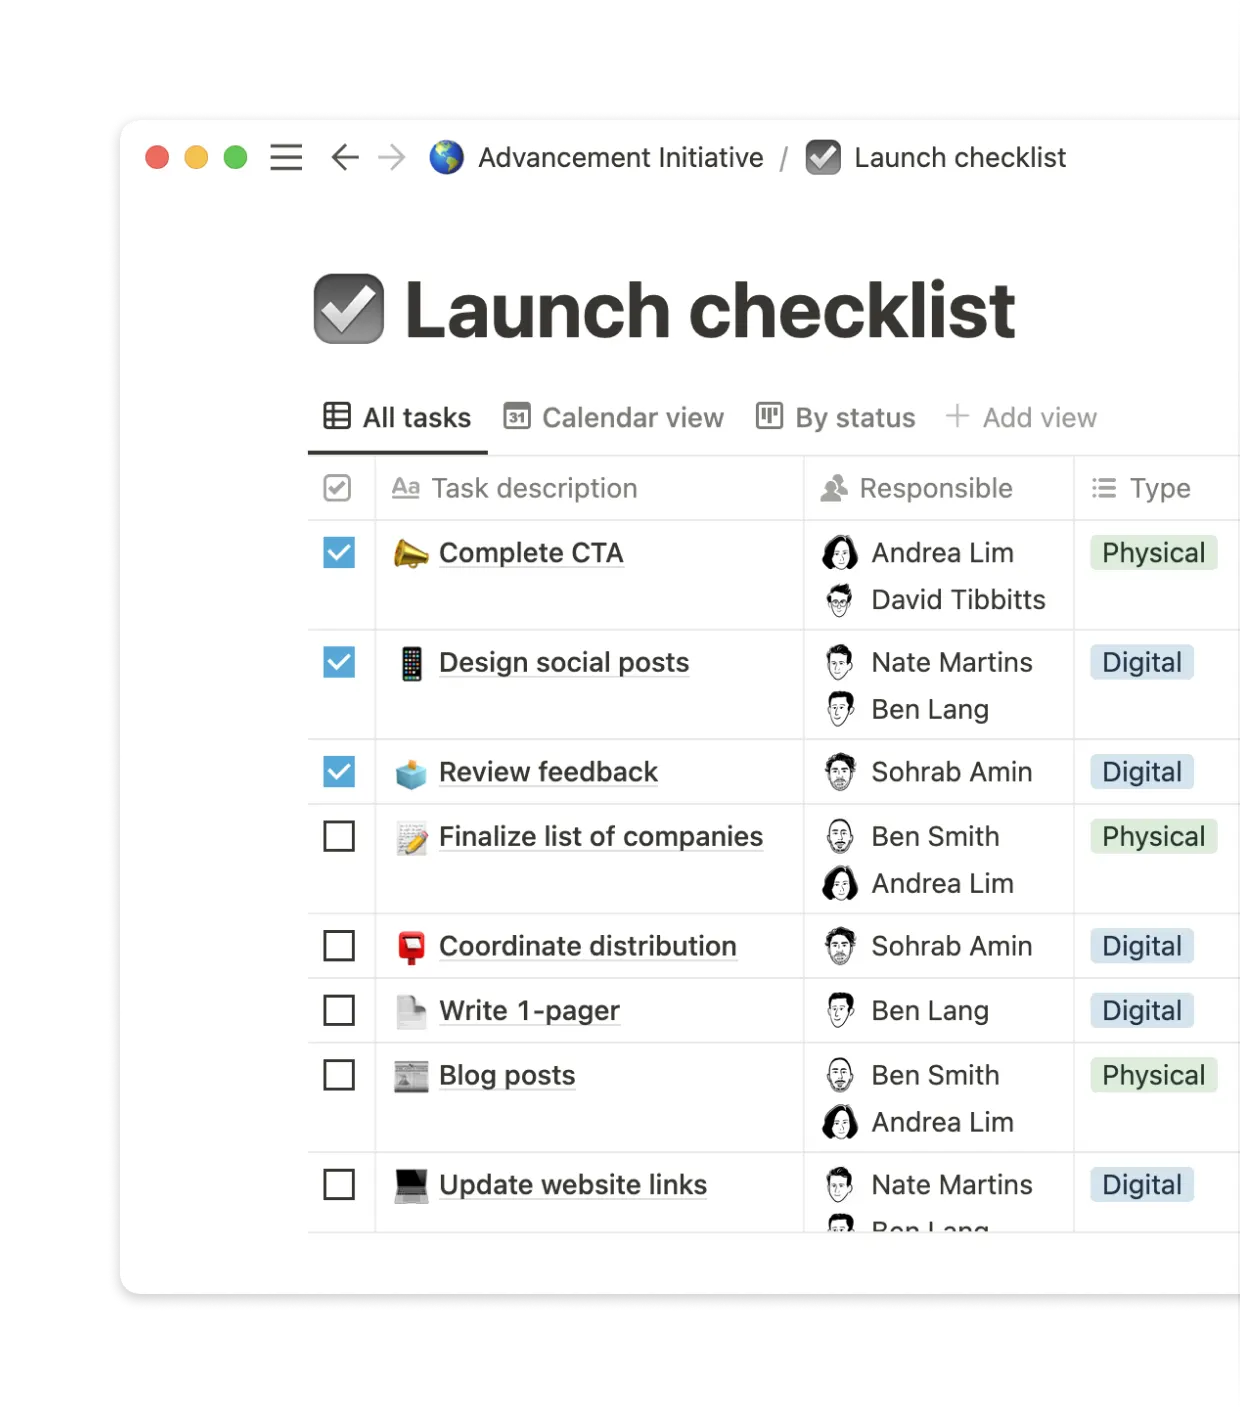 Advancement Initiative / Launch checklist
Launch checklist
All tasks 31 Calendar view By status + Add view
Aa Task description Responsible Type
Complete CTA Andrea Lim Physical
David Tibbitts
Design social posts Nate Martins Digital
Ben Lang
Review feedback Sohrab Amin Digital
Finalize list of companies Ben Smith Physical
Andrea Lim
Coordinate distribution Sohrab Amin Digital
Write 1-pager Ben Lang Digital
Blog posts Ben Smith Physical
Andrea Lim
Update website links Nate Martins Digital
Ben Lang